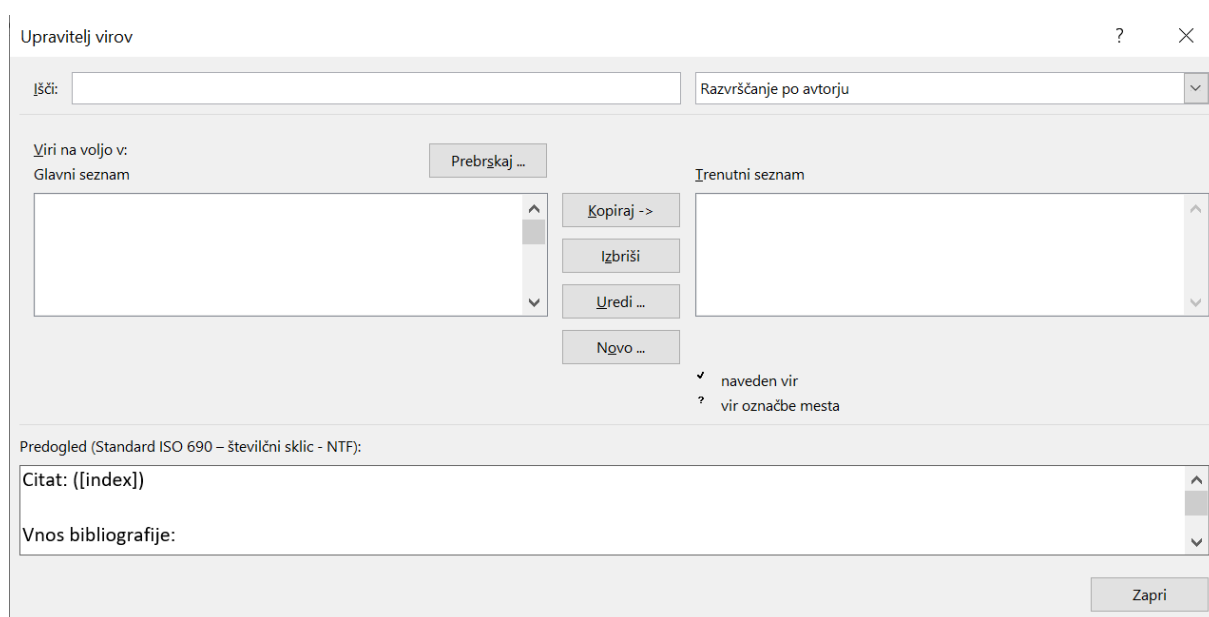 Upravitelj virov ?
Išči: Razvrščanje po avtorju
Viri na voljo v: Prebrskaj ...
Glavni seznam Trenutni seznam
Kopiraj ->
Izbriši
Uredi ...
Novo ...
naveden vir
? vir označbe mesta
Predogled (Standard ISO 690 – številčni sklic - NTF):
Citat: ([index])
Vnos bibliografije:
Zapri